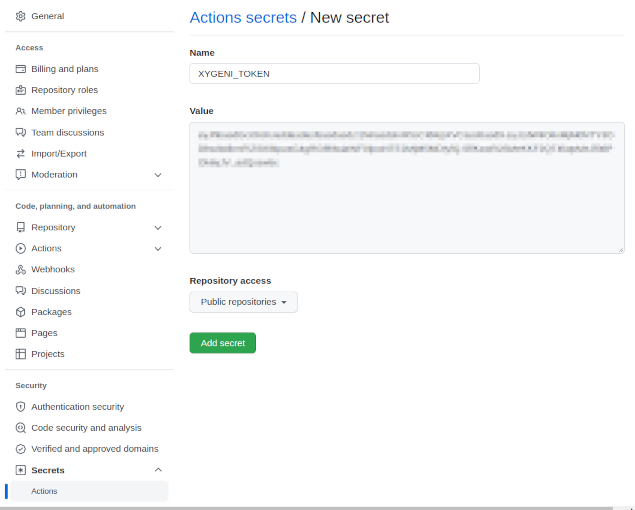 General
Access
Billing and plans
Repository roles
Member privileges
Team discussions
Import/Export
Moderation
Code, planning, and automation
Repository
Actions
Webhooks
Discussions
Packages
Pages
Projects
Security
Authentication security
Code security and analysis
Verified and approved domains
Secrets
Actions
Actions secrets / New secret
Name
XYGENI_TOKEN
Value
Repository access
Public repositories
Add secret